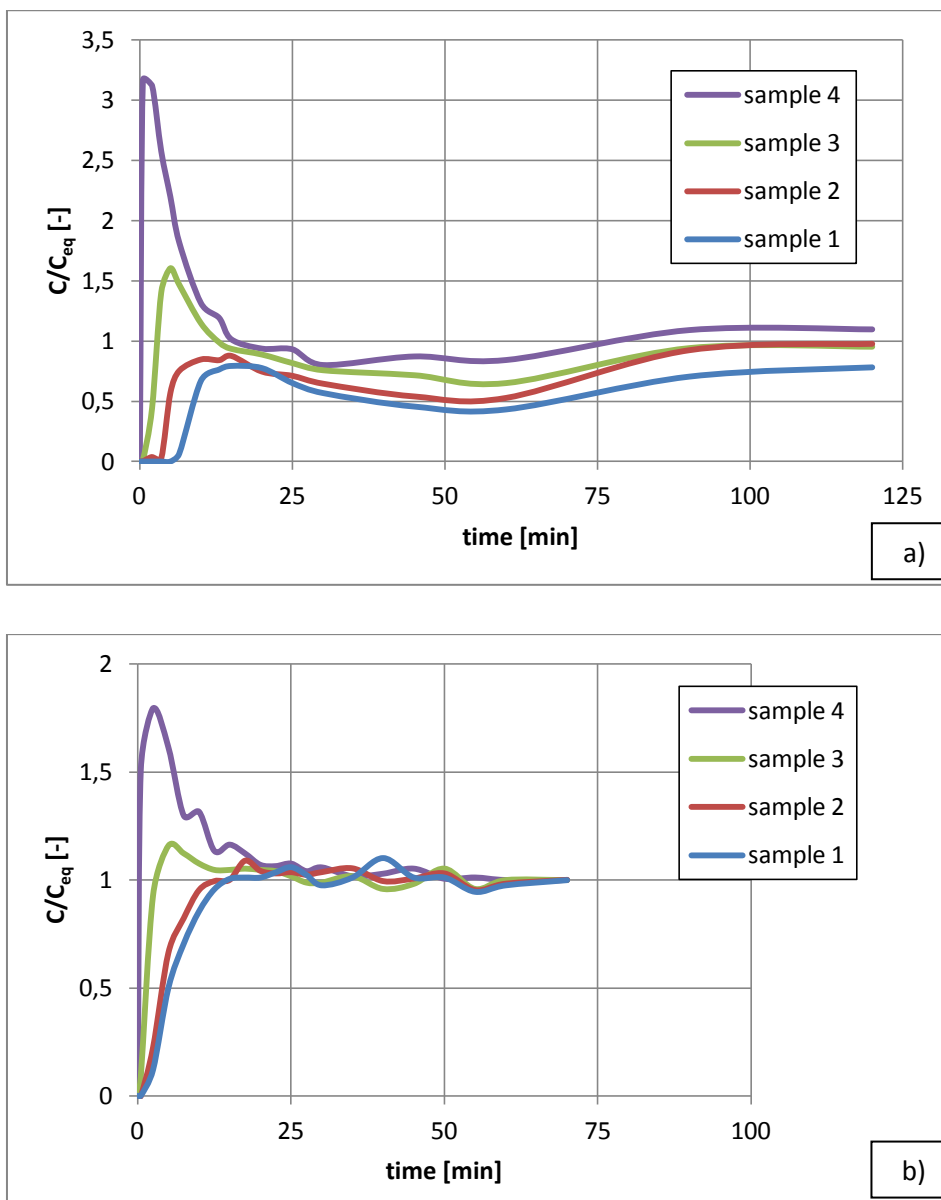 3,5
3
2,5
2
1,5
1
0,5
0
C/Ceq [-]
sample 4
sample 3
sample 2
sample 1
0 25 50 75 100 125
time [min]
a)
2
1,5
1
0,5
0
C/Ceq [-]
sample 4
sample 3
sample 2
sample 1
0 25 50 75 100
time [min]
b)